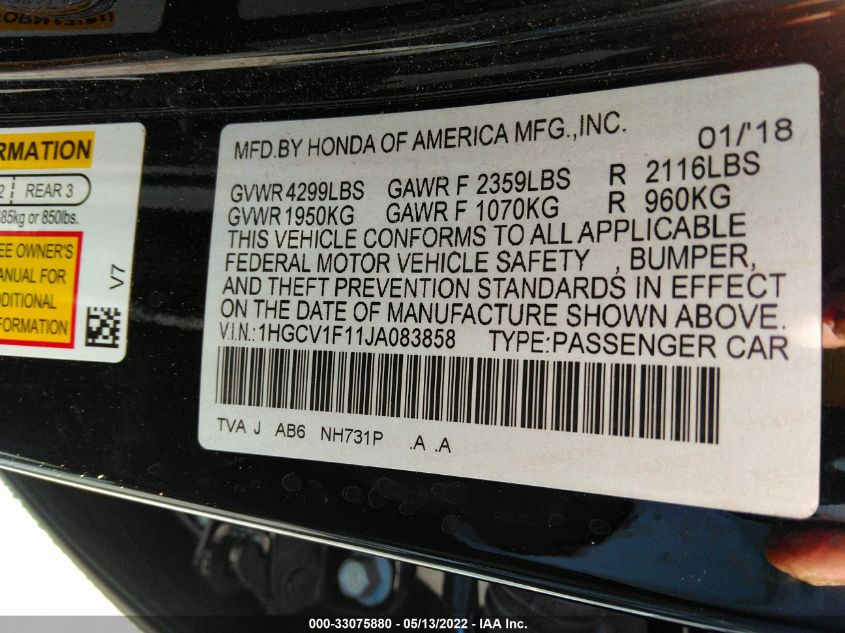 MFD.BY HONDA OF AMERICA MFG.,INC. 01/'18
GVWR 4299LBS GAWR F 2359LBS R 2116LBS
GVWR 1950KG GAWR F 1070KG R 960KG
THIS VEHICLE CONFORMS TO ALL APPLICABLE
FEDERAL MOTOR VEHICLE SAFETY , BUMPER,
AND THEFT PREVENTION STANDARDS IN EFFECT
ON THE DATE OF MANUFACTURE SHOWN ABOVE.
V.I.N.:1HGCV1F11JA083858 TYPE:PASSENGER CAR
TVA J AB6 NH731P .A .A
RMATION
2 REAR 3
385kg or 850lbs.
EE OWNER'S
ANUAL FOR
DDITIONAL
FORMATION
V7
000-33075880 - 05/13/2022 - IAA Inc.